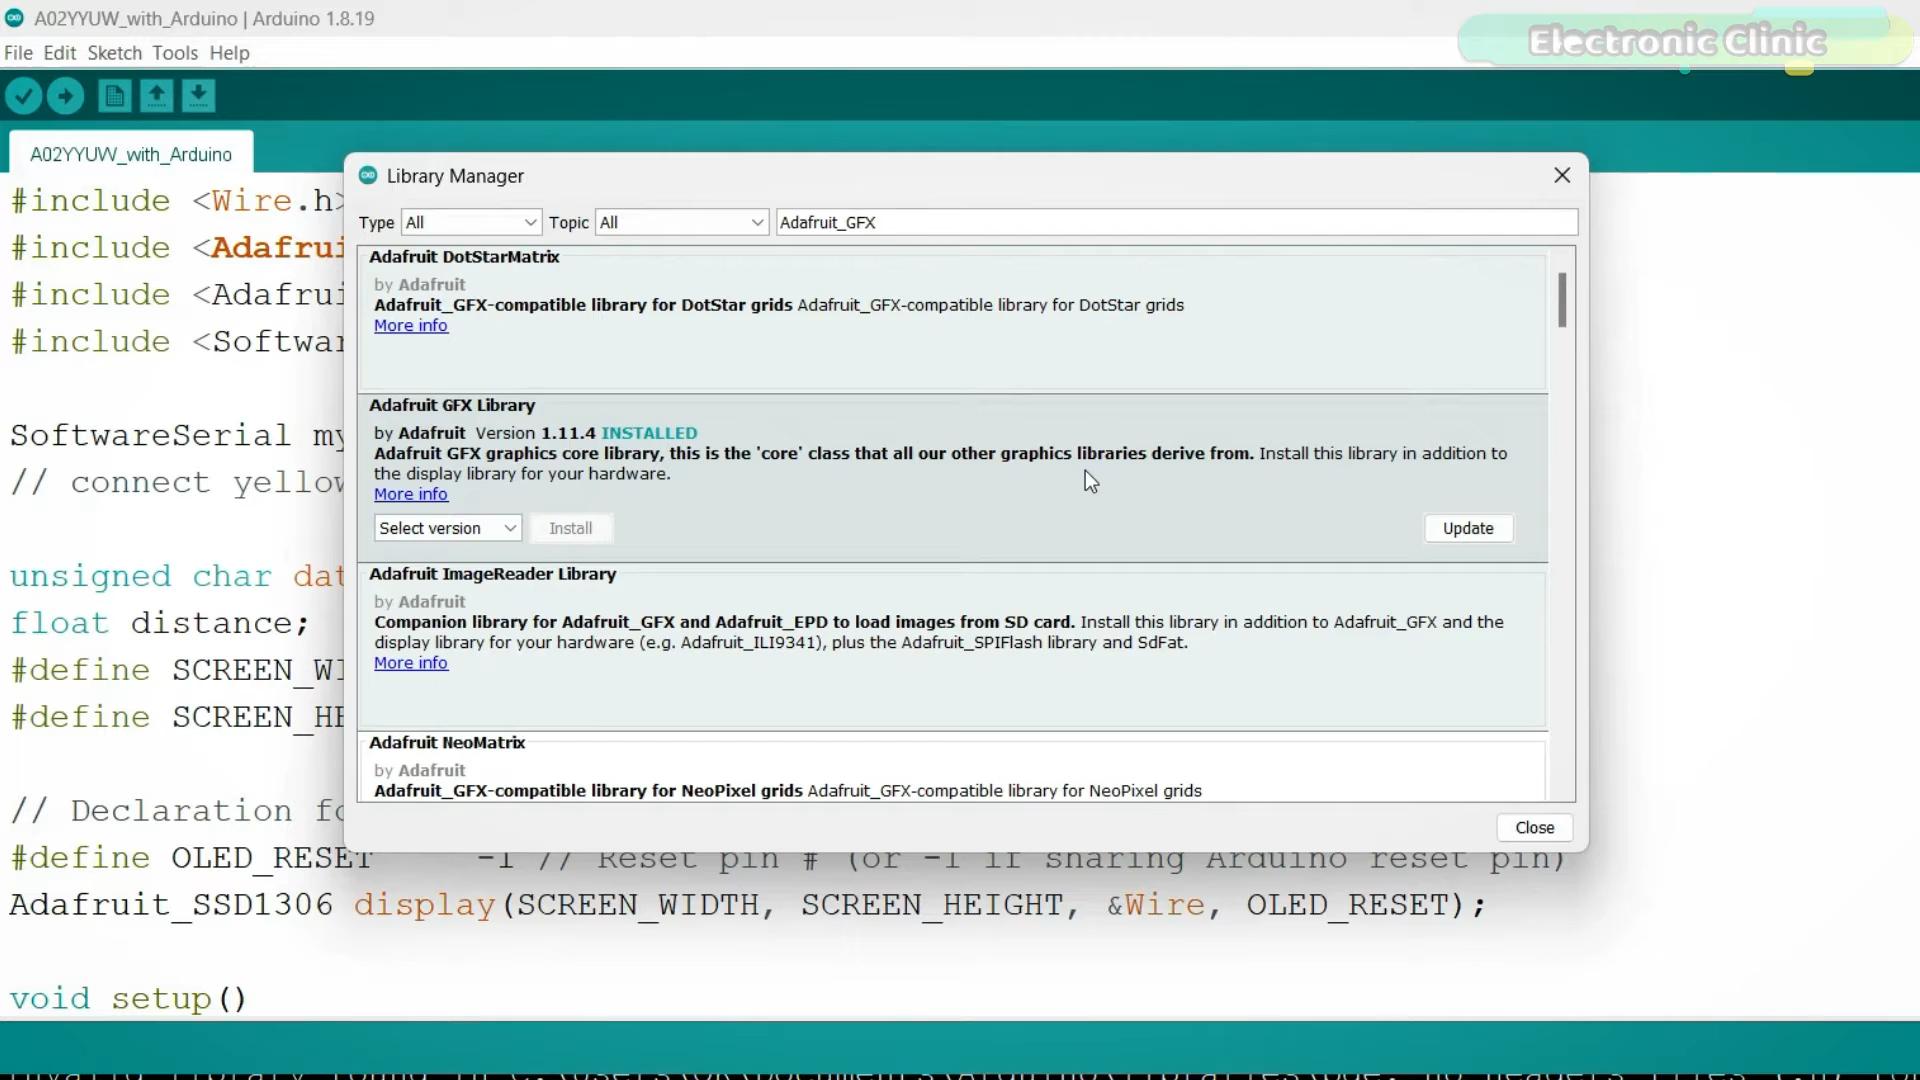 A02YYUW_with_Arduino | Arduino 1.8.19
Electronic Clinic
File Edit Sketch Tools Help
A02YYUW_with_Arduino
Library Manager
Type All Topic All Adafruit_GFX
Adafruit DotStarMatrix
by Adafruit
Adafruit_GFX-compatible library for DotStar grids Adafruit_GFX-compatible library for DotStar grids
More info
Adafruit GFX Library
by Adafruit Version 1.11.4 INSTALLED
Adafruit GFX graphics core library, this is the 'core' class that all our other graphics libraries derive from. Install this library in addition to
the display library for your hardware.
More info
Select version Install Update
Adafruit ImageReader Library
by Adafruit
Companion library for Adafruit_GFX and Adafruit_EPD to load images from SD card. Install this library in addition to Adafruit_GFX and the
display library for your hardware (e.g. Adafruit_ILI9341), plus the Adafruit_SPIFlash library and SdFat.
More info
Adafruit NeoMatrix
by Adafruit
Adafruit_GFX-compatible library for NeoPixel grids Adafruit_GFX-compatible library for NeoPixel grids
Close
#include <Wire.h>
#include <Adafrui
#include <Adafrui
#include <Softwar
SoftwareSerial my
// connect yellow
unsigned char dat
float distance;
#define SCREEN_WI
#define SCREEN_HE
// Declaration fo
#define OLED_RESET -1 // Reset pin # (or -1 if sharing Arduino reset pin)
Adafruit_SSD1306 display(SCREEN_WIDTH, SCREEN_HEIGHT, &Wire, OLED_RESET);
void setup()